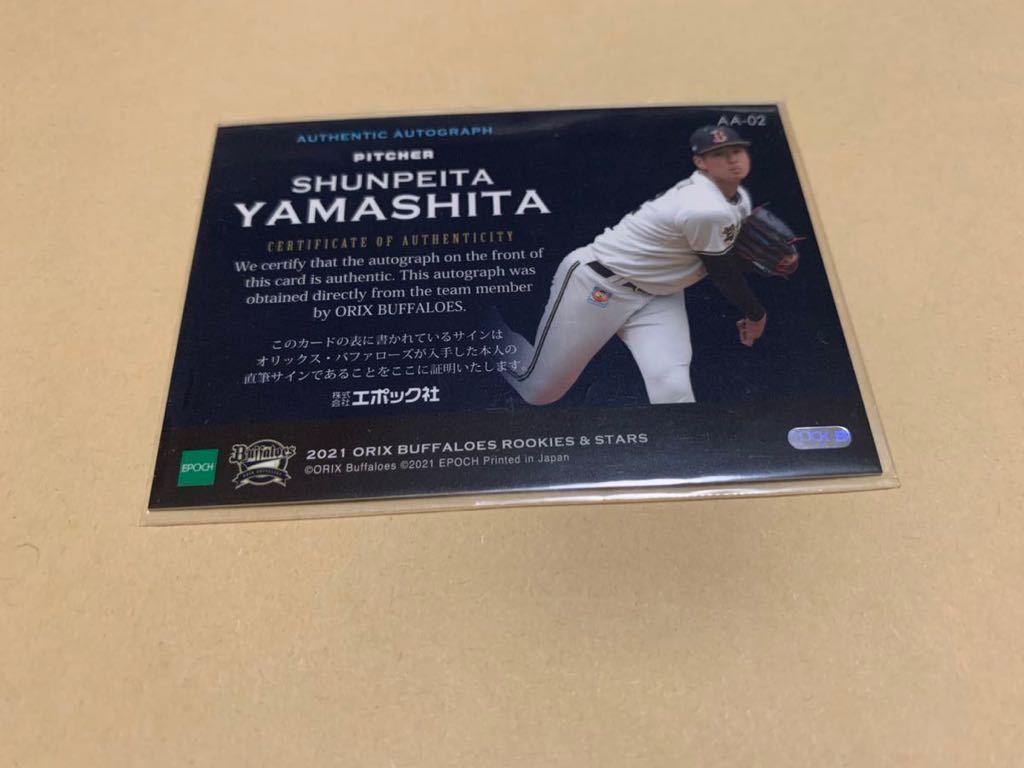 AUTHENTIC AUTOGRAPH
AA-02
PITCHER
SHUNPEITA
YAMASHITA
CERTIFICATE OF AUTHENTICITY
We certify that the autograph on the front of
this card is authentic. This autograph was
obtained directly from the team member
by ORIX BUFFALOES.
このカードの表に書かれているサインは
オリックス・バファローズが入手した本人の
直筆サインであることをここに証明いたします。
株式会社エポック社
EPOCH
Buffaloes
2021 ORIX BUFFALOES ROOKIES & STARS
©ORIX Buffaloes ©2021 EPOCH Printed in Japan